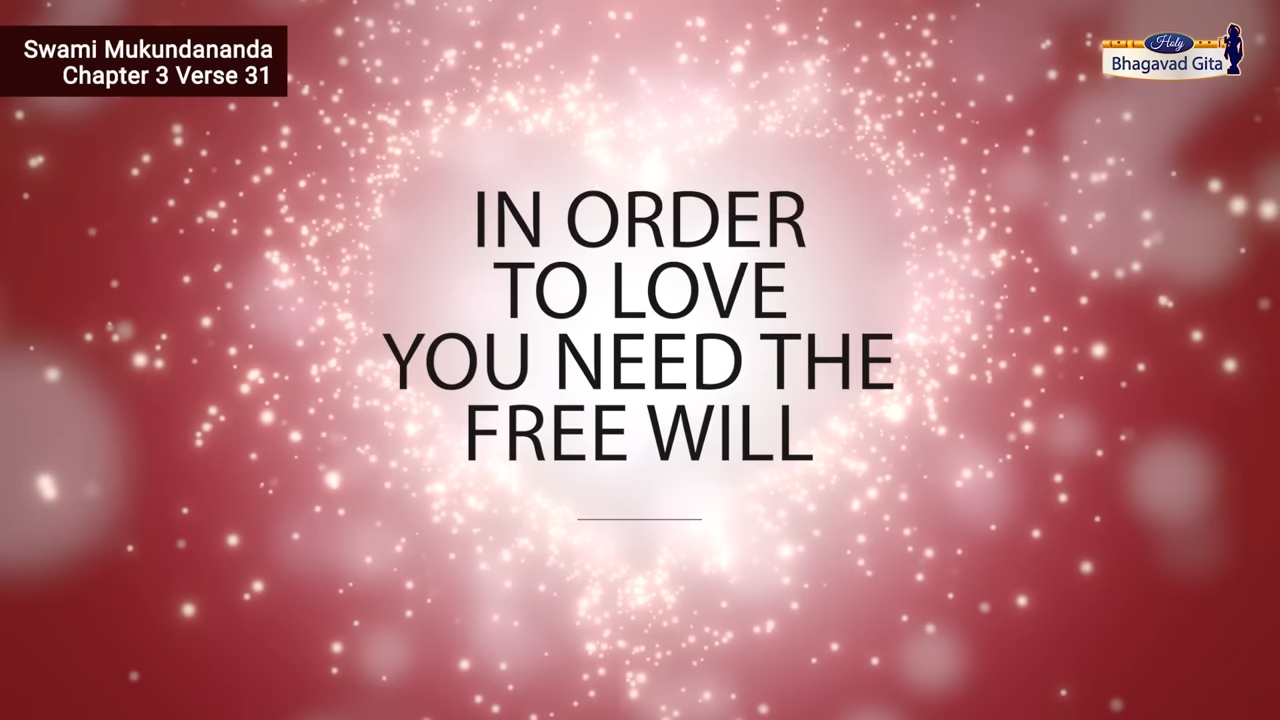 Swami Mukundananda
Chapter 3 Verse 31
Holy
Bhagavad Gita
IN ORDER
TO LOVE
YOU NEED THE
FREE WILL